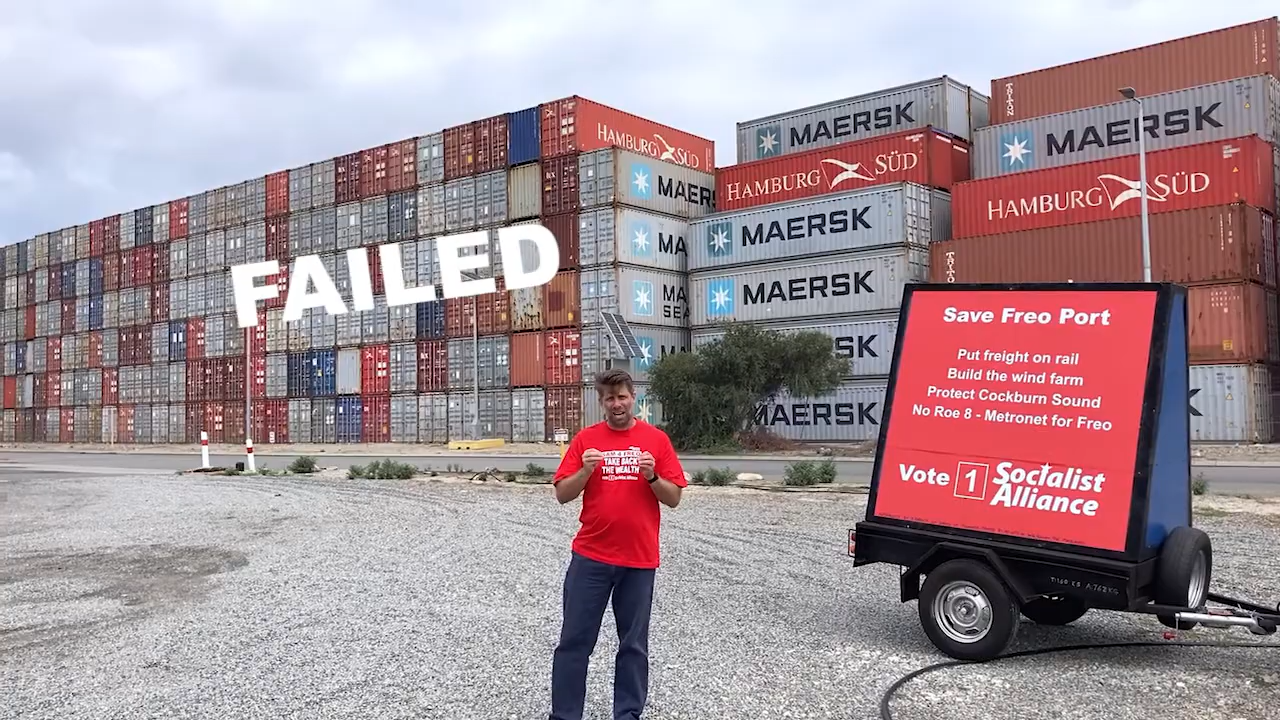 FAILED
HAMBURG SÜD
MAERSK
TRITON
MAERSK
HAMBURG SÜD
MAERSK
HAMBURG SÜD
MAERSK
MAERSK
TRITON
MAERSK
Save Freo Port
Put freight on rail
Build the wind farm
Protect Cockburn Sound
No Roe 8 - Metronet for Freo
Vote 1 Socialist Alliance
TAKE BACK
THE WEALTH